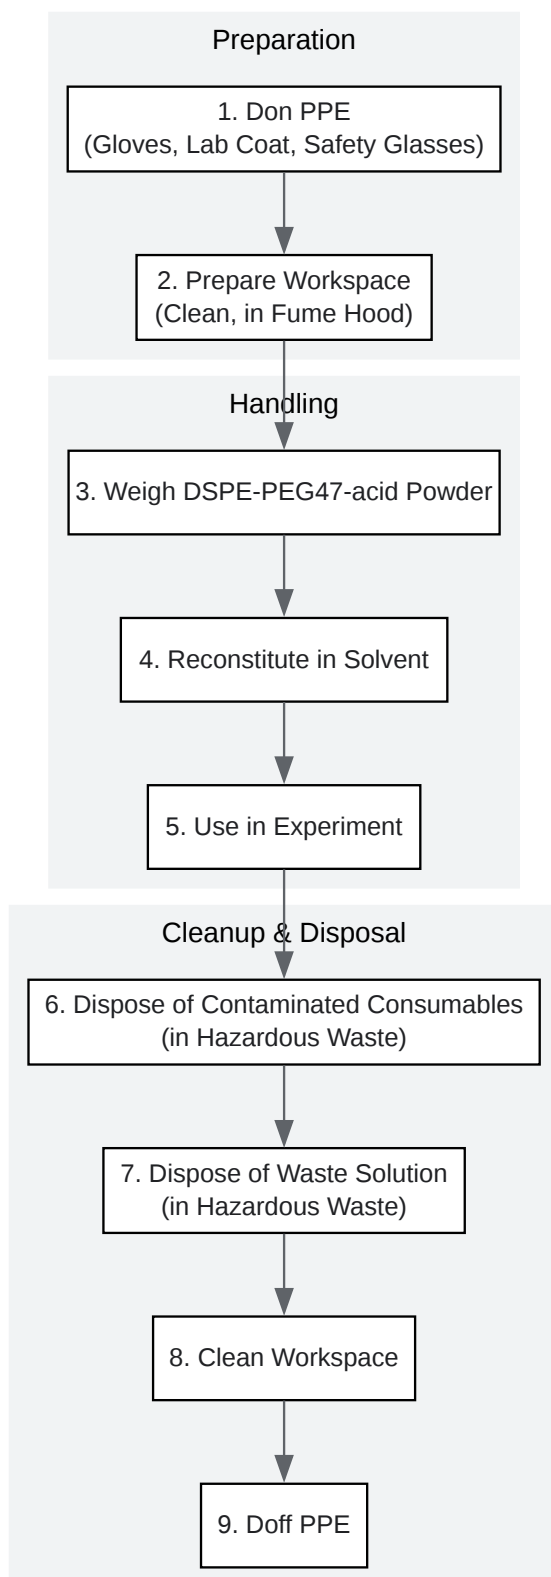 Preparation
1. Don PPE
(Gloves, Lab Coat, Safety Glasses)
2. Prepare Workspace
(Clean, in Fume Hood)
Handling
3. Weigh DSPE-PEG47-acid Powder
4. Reconstitute in Solvent
5. Use in Experiment
Cleanup & Disposal
6. Dispose of Contaminated Consumables
(in Hazardous Waste)
7. Dispose of Waste Solution
(in Hazardous Waste)
8. Clean Workspace
9. Doff PPE